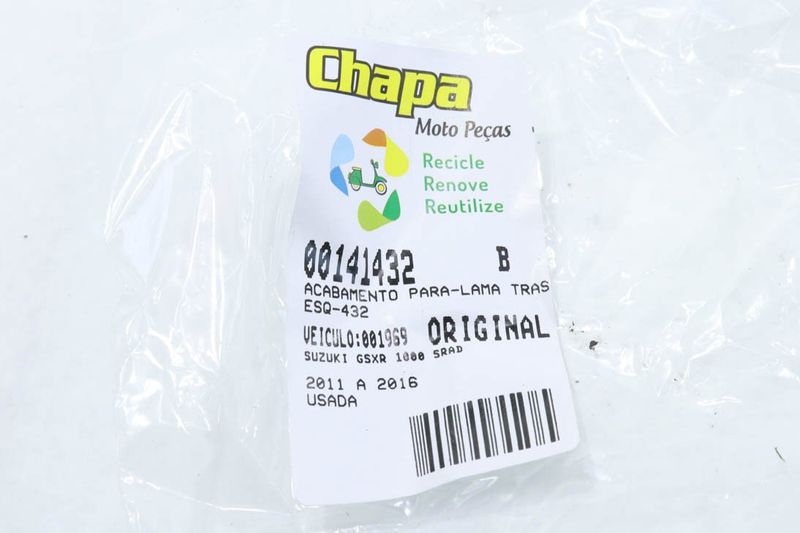 Chapa
Moto Peças
Recicle
Renove
Reutilize
00141432 B
ACABAMENTO PARA-LAMA TRAS
ESQ-432
VEICULO:001969 ORIGINAL
SUZUKI GSXR 1000 SRAD
2011 A 2016
USADA